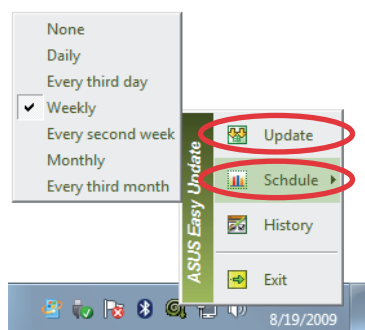 None
Daily
Every third day
Weekly
Every second week
Monthly
Every third month
ASUS Easy Update
Update
Schdule
History
Exit
8/19/2009